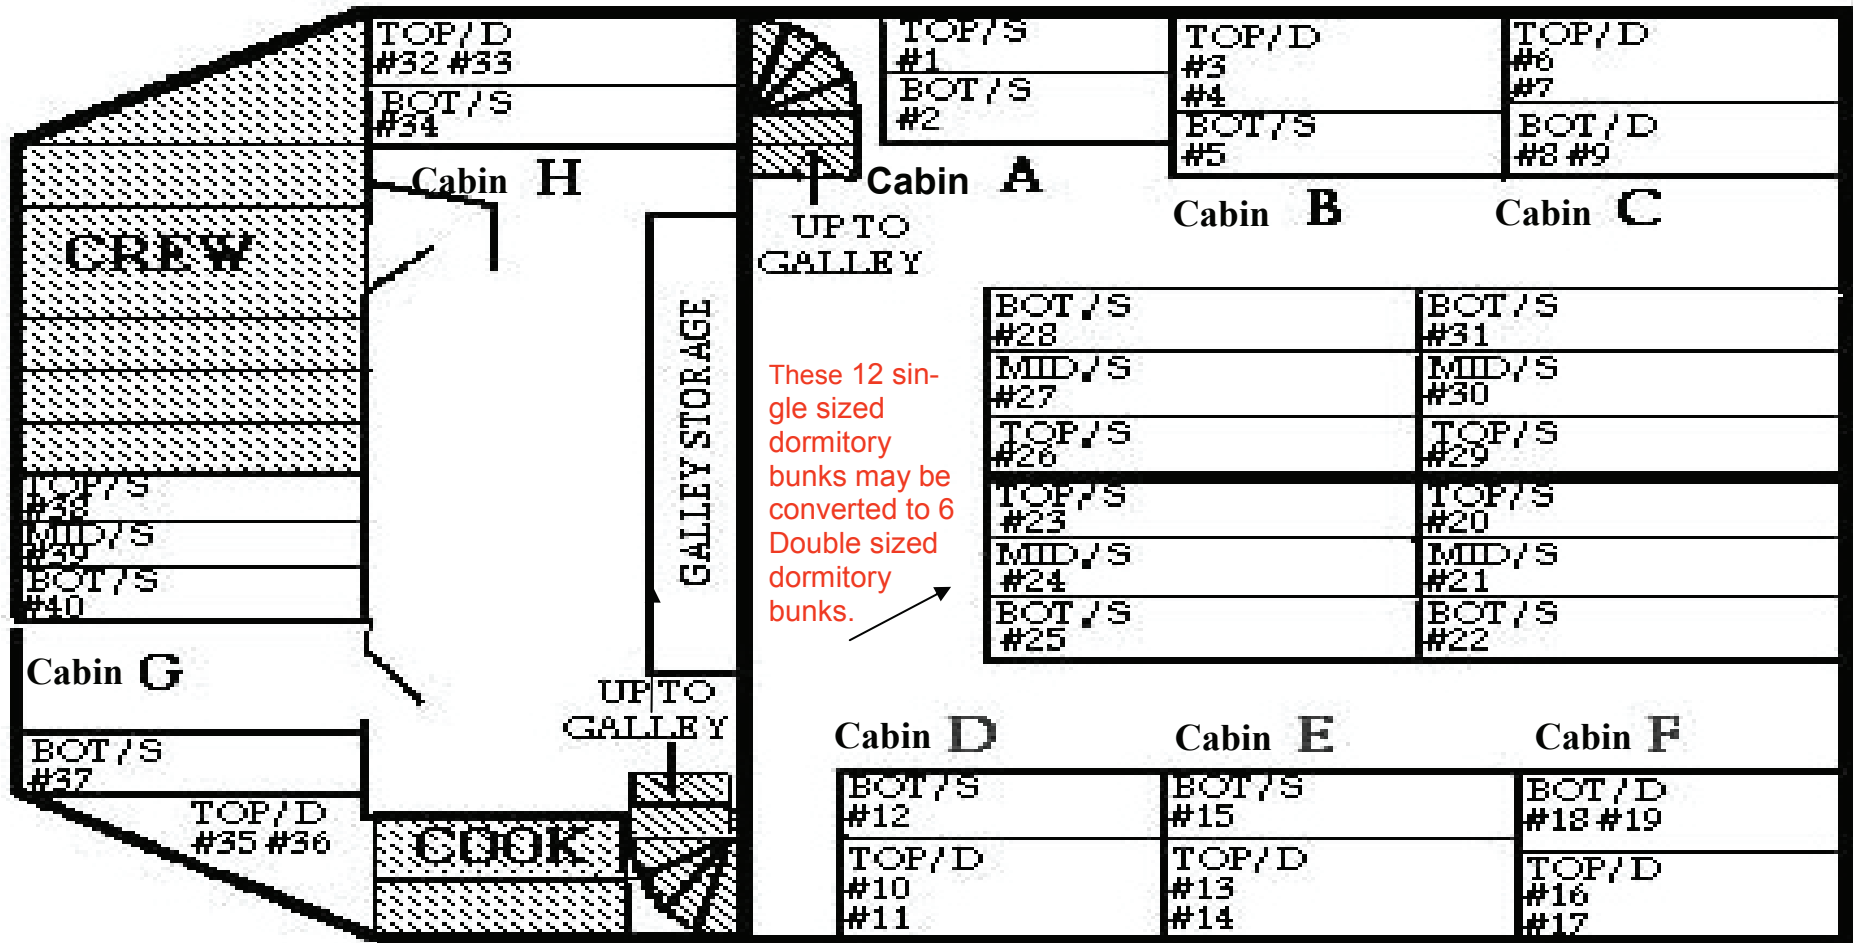 TOP/D
#32 #33
BOT/S
#34
Cabin H
CREW
TOP/S
#38
MID/S
#39
BOT/S
#40
Cabin G
BOT/S
#37
TOP/D
#35 #36
COOK
GALLEY STORAGE
UP TO
GALLEY
UP TO
GALLEY
TOP/S
#1
BOT/S
#2
Cabin A
TOP/D
#3
#4
BOT/S
#5
Cabin B
TOP/D
#6
#7
BOT/D
#8 #9
Cabin C
These 12 sin-
gle sized
dormitory
bunks may be
converted to 6
Double sized
dormitory
bunks.
BOT/S
#28
MID/S
#27
TOP/S
#26
TOP/S
#23
MID/S
#24
BOT/S
#25
BOT/S
#31
MID/S
#30
TOP/S
#29
TOP/S
#20
MID/S
#21
BOT/S
#22
Cabin D
BOT/S
#12
TOP/D
#10
#11
Cabin E
BOT/S
#15
TOP/D
#13
#14
Cabin F
BOT/D
#18 #19
TOP/D
#16
#17